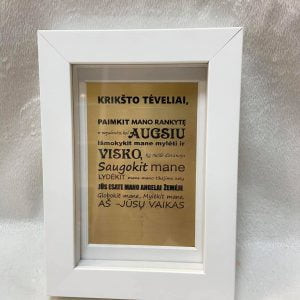 KRIKŠTO TĖVELIAI,
PAIMKIT MANO RANKYTĘ
AUGSIU
Išmokykit mane mylėti ir
VISKO,
Saugokit mane
LYDĖKIT
JŪS ESATE MANO ANGELAI ŽEMĖJE
Globokit mane, Mylėkit mane,
AŠ -JŪSŲ VAIKAS